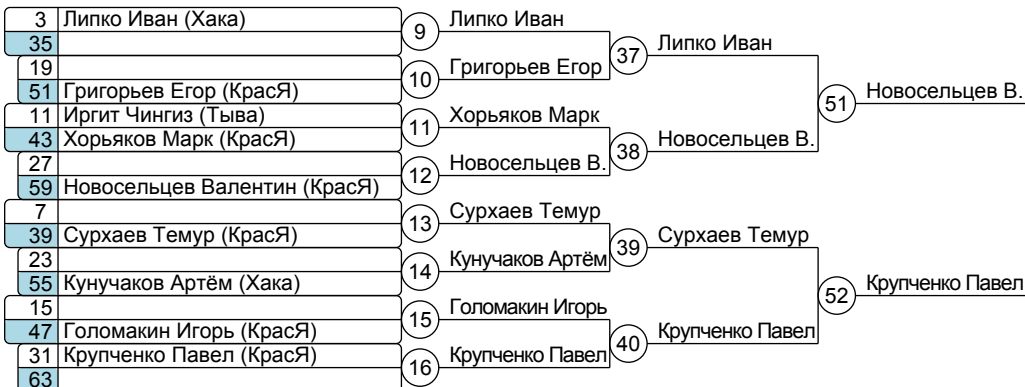 3 Липко Иван (Хака)
35
19
51 Григорьев Егор (КрасЯ)
11 Иргит Чингиз (Тыва)
43 Хорьяков Марк (КрасЯ)
27
59 Новосельцев Валентин (КрасЯ)
7
39 Сурхаев Темур (КрасЯ)
23
55 Кунучаков Артём (Хака)
15
47 Голомакин Игорь (КрасЯ)
31 Крупченко Павел (КрасЯ)
63
9 Липко Иван
10 Григорьев Егор
11 Хорьяков Марк
12 Новосельцев В.
13 Сурхаев Темур
14 Кунучаков Артём
15 Голомакин Игорь
16 Крупченко Павел
37 Липко Иван
38 Новосельцев В.
39 Сурхаев Темур
40 Крупченко Павел
51 Новосельцев В.
52 Крупченко Павел